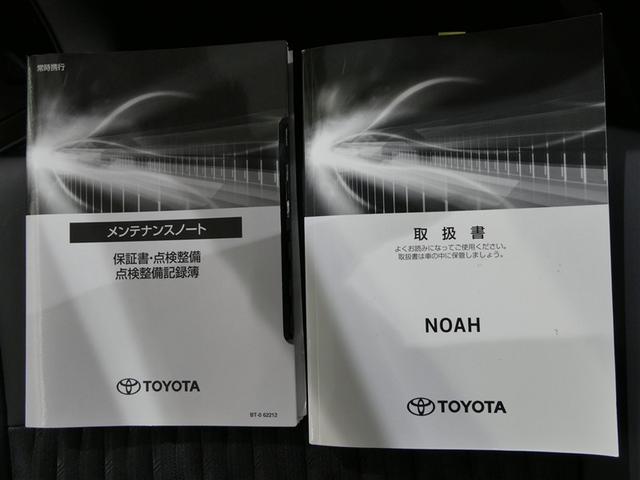 常時携行
メンテナンスノート
保証書・点検整備
点検整備記録簿
TOYOTA
BT-0 62212
取扱書
よくお読みになってご使用ください。
取扱書は車の中に保管しましょう。
NOAH
TOYOTA